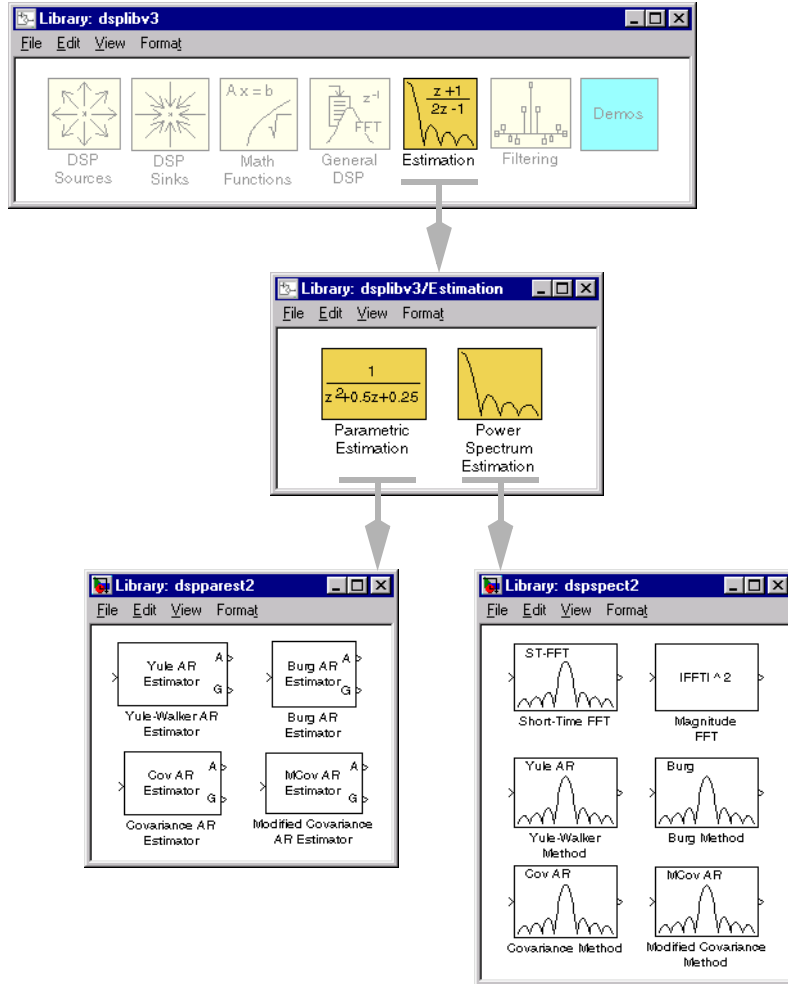 Library: dsplibv3
File Edit View Format
A x = b
z -1
FFT
z +1
2z -1
Demos
DSP
Sources
DSP
Sinks
Math
Functions
General
DSP
Estimation
Filtering
Library: dsplibv3/Estimation
File Edit View Format
1
z 2+0.5z+0.25
Parametric
Estimation
Power
Spectrum
Estimation
Library: dspparest2
File Edit View Format
Yule AR
Estimator
A
G
Yule-Walker AR
Estimator
Burg AR
Estimator
A
G
Burg AR
Estimator
Cov AR
Estimator
A
G
Covariance AR
Estimator
MCov AR
Estimator
A
G
Modified Covariance
AR Estimator
Library: dspspect2
File Edit View Format
ST-FFT
Short-Time FFT
|FFT| ^ 2
Magnitude
FFT
Yule AR
Yule-Walker
Method
Burg
Burg Method
Cov AR
Covariance Method
MCov AR
Modified Covariance
Method